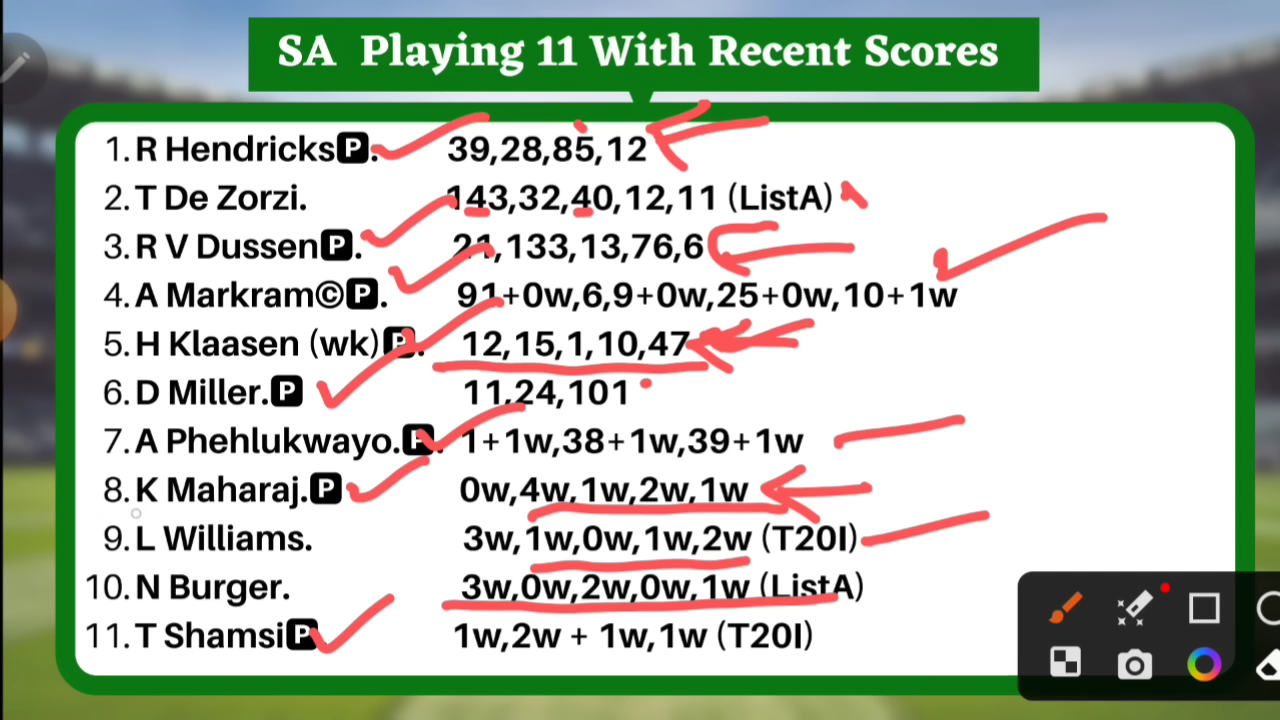 SA Playing 11 With Recent Scores
1. R Hendricks P. 39,28,85,12
2. T De Zorzi. 143,32,40,12,11 (ListA)
3. R V Dussen P. 21,133,13,76,6
4. A Markram© P. 91+0w,6,9+0w,25+0w,10+1w
5. H Klaasen (wk) P. 12,15,1,10,47
6. D Miller. P 11,24,101
7. A Phehlukwayo. P. 1+1w,38+1w,39+1w
8. K Maharaj. P 0w,4w,1w,2w,1w
9. L Williams. 3w,1w,0w,1w,2w (T20I)
10. N Burger. 3w,0w,2w,0w,1w (ListA)
11. T Shamsi P 1w,2w + 1w,1w (T20I)